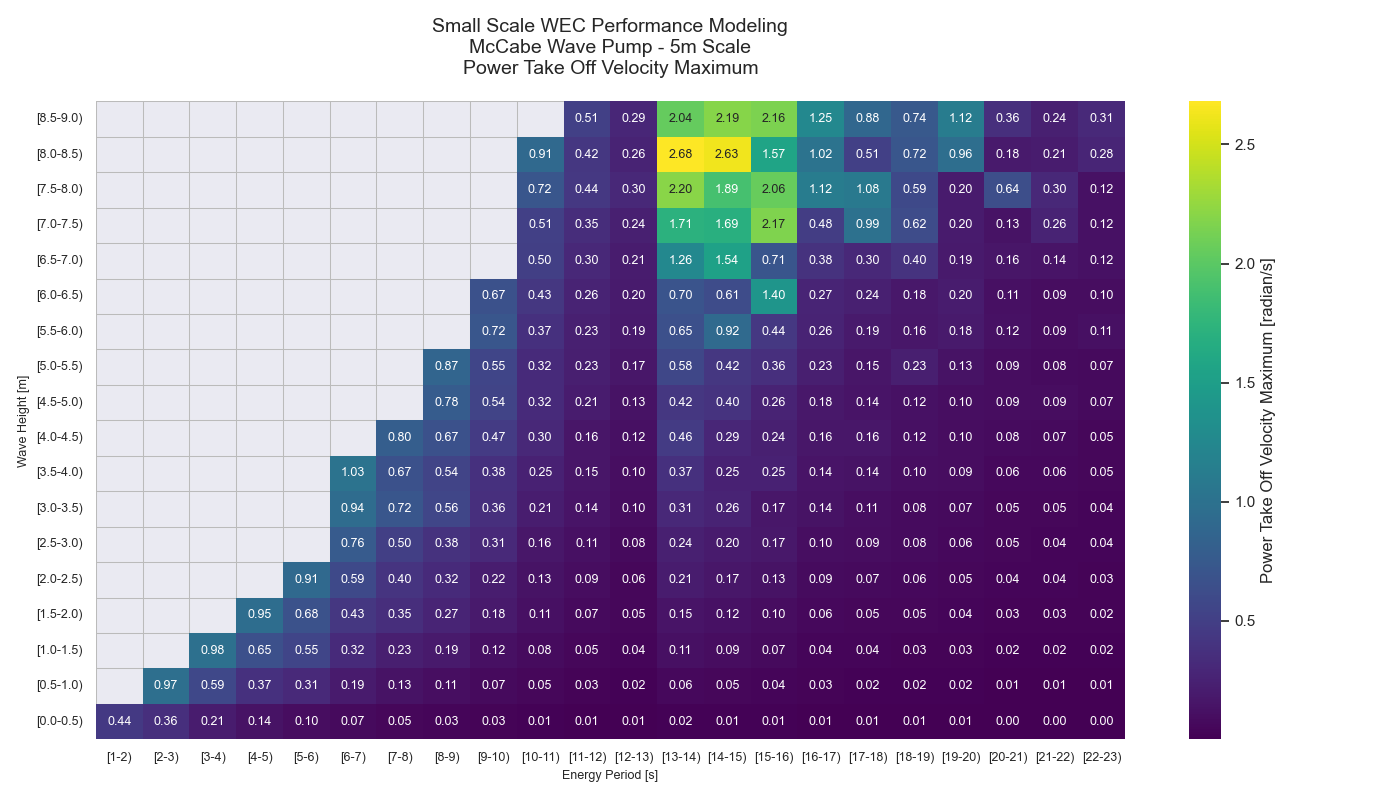 Small Scale WEC Performance Modeling
McCabe Wave Pump - 5m Scale
Power Take Off Velocity Maximum
[8.5-9.0) 0.51 0.29 2.04 2.19 2.16 1.25 0.88 0.74 1.12 0.36 0.24 0.31
[8.0-8.5) 0.91 0.42 0.26 2.68 2.63 1.57 1.02 0.51 0.72 0.96 0.18 0.21 0.28
[7.5-8.0) 0.72 0.44 0.30 2.20 1.89 2.06 1.12 1.08 0.59 0.20 0.64 0.30 0.12
[7.0-7.5) 0.51 0.35 0.24 1.71 1.69 2.17 0.48 0.99 0.62 0.20 0.13 0.26 0.12
[6.5-7.0) 0.50 0.30 0.21 1.26 1.54 0.71 0.38 0.30 0.40 0.19 0.16 0.14 0.12
[6.0-6.5) 0.67 0.43 0.26 0.20 0.70 0.61 1.40 0.27 0.24 0.18 0.20 0.11 0.09 0.10
[5.5-6.0) 0.72 0.37 0.23 0.19 0.65 0.92 0.44 0.26 0.19 0.16 0.18 0.12 0.09 0.11
[5.0-5.5) 0.87 0.55 0.32 0.23 0.17 0.58 0.42 0.36 0.23 0.15 0.23 0.13 0.09 0.08 0.07
[4.5-5.0) 0.78 0.54 0.32 0.21 0.13 0.42 0.40 0.26 0.18 0.14 0.12 0.10 0.09 0.09 0.07
[4.0-4.5) 0.80 0.67 0.47 0.30 0.16 0.12 0.46 0.29 0.24 0.16 0.16 0.12 0.10 0.08 0.07 0.05
[3.5-4.0) 1.03 0.67 0.54 0.38 0.25 0.15 0.10 0.37 0.25 0.25 0.14 0.14 0.10 0.09 0.06 0.06 0.05
[3.0-3.5) 0.94 0.72 0.56 0.36 0.21 0.14 0.10 0.31 0.26 0.17 0.14 0.11 0.08 0.07 0.05 0.05 0.04
[2.5-3.0) 0.76 0.50 0.38 0.31 0.16 0.11 0.08 0.24 0.20 0.17 0.10 0.09 0.08 0.06 0.05 0.04 0.04
[2.0-2.5) 0.91 0.59 0.40 0.32 0.22 0.13 0.09 0.06 0.21 0.17 0.13 0.09 0.07 0.06 0.05 0.04 0.04 0.03
[1.5-2.0) 0.95 0.68 0.43 0.35 0.27 0.18 0.11 0.07 0.05 0.15 0.12 0.10 0.06 0.05 0.05 0.04 0.03 0.03 0.02
[1.0-1.5) 0.98 0.65 0.55 0.32 0.23 0.19 0.12 0.08 0.05 0.04 0.11 0.09 0.07 0.04 0.04 0.03 0.03 0.02 0.02 0.02
[0.5-1.0) 0.97 0.59 0.37 0.31 0.19 0.13 0.11 0.07 0.05 0.03 0.02 0.06 0.05 0.04 0.03 0.02 0.02 0.02 0.01 0.01 0.01
[0.0-0.5) 0.44 0.36 0.21 0.14 0.10 0.07 0.05 0.03 0.03 0.01 0.01 0.01 0.02 0.01 0.01 0.01 0.01 0.01 0.01 0.00 0.00 0.00
[1-2) [2-3) [3-4) [4-5) [5-6) [6-7) [7-8) [8-9) [9-10) [10-11) [11-12) [12-13) [13-14) [14-15) [15-16) [16-17) [17-18) [18-19) [19-20) [20-21) [21-22) [22-23)
Energy Period [s]
Wave Height [m]
2.5
2.0
1.5
1.0
0.5
Power Take Off Velocity Maximum [radian/s]